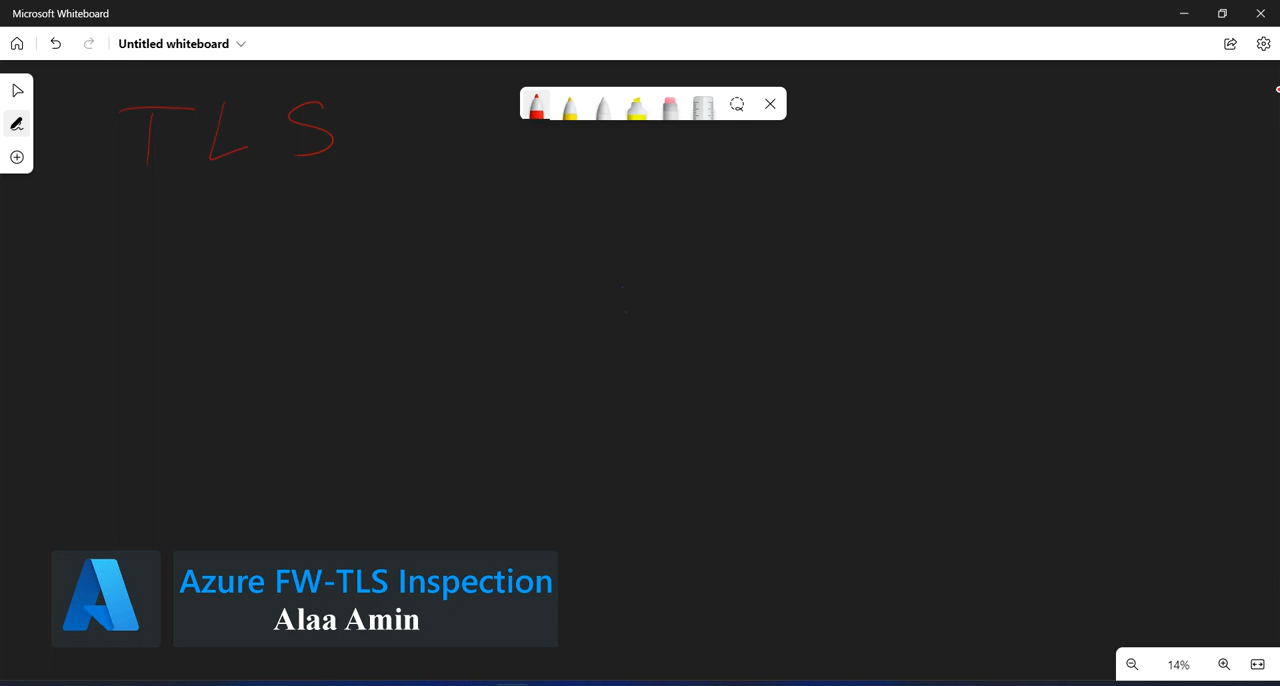 Microsoft Whiteboard
Untitled whiteboard
TLS
Azure FW-TLS Inspection
Alaa Amin
14%